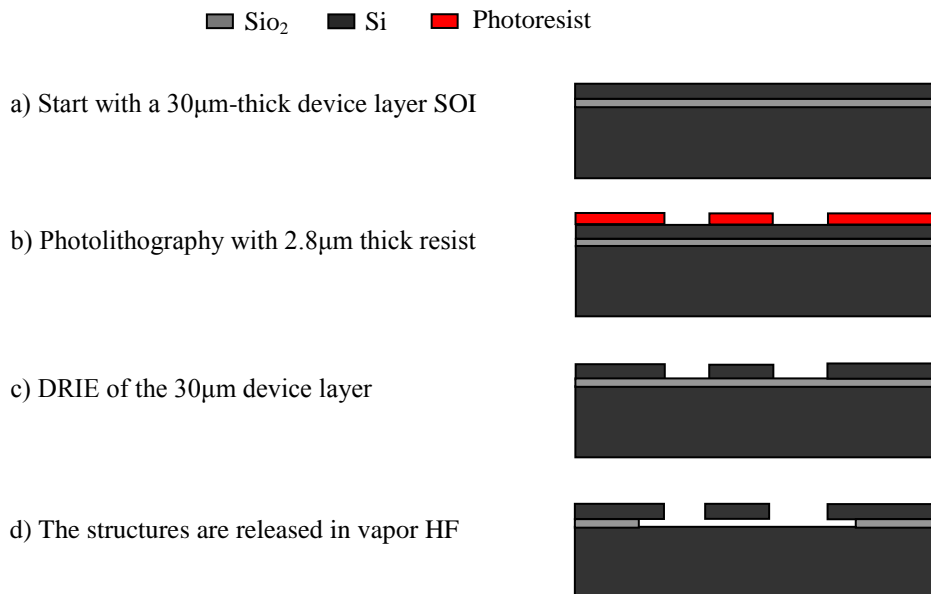 Sio₂ Si Photoresist
a) Start with a 30μm-thick device layer SOI
b) Photolithography with 2.8μm thick resist
c) DRIE of the 30μm device layer
d) The structures are released in vapor HF